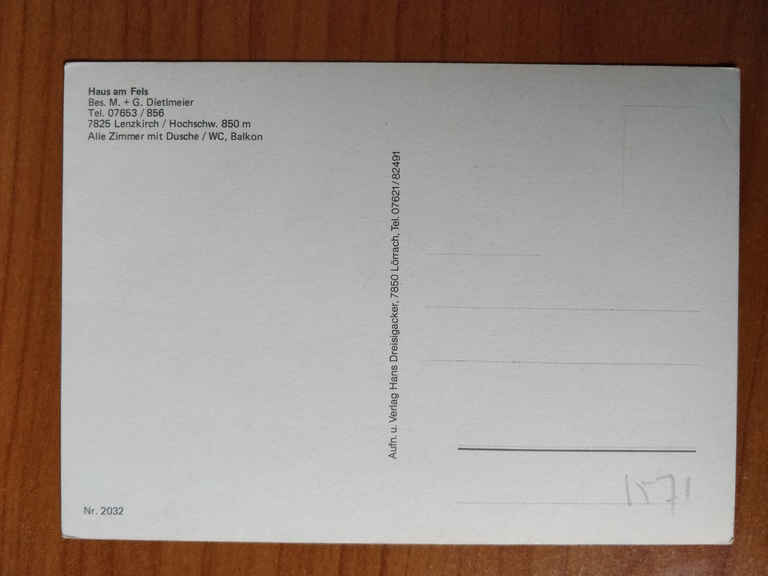 Haus am Fels
Bes. M. + G. Dietlmeier
Tel. 07653 / 856
7825 Lenzkirch / Hochschw. 850 m
Alle Zimmer mit Dusche / WC, Balkon
Aufn. u. Verlag Hans Dreislgacker, 7850 Lörrach, Tel. 07621/82491
Nr. 2032
1571